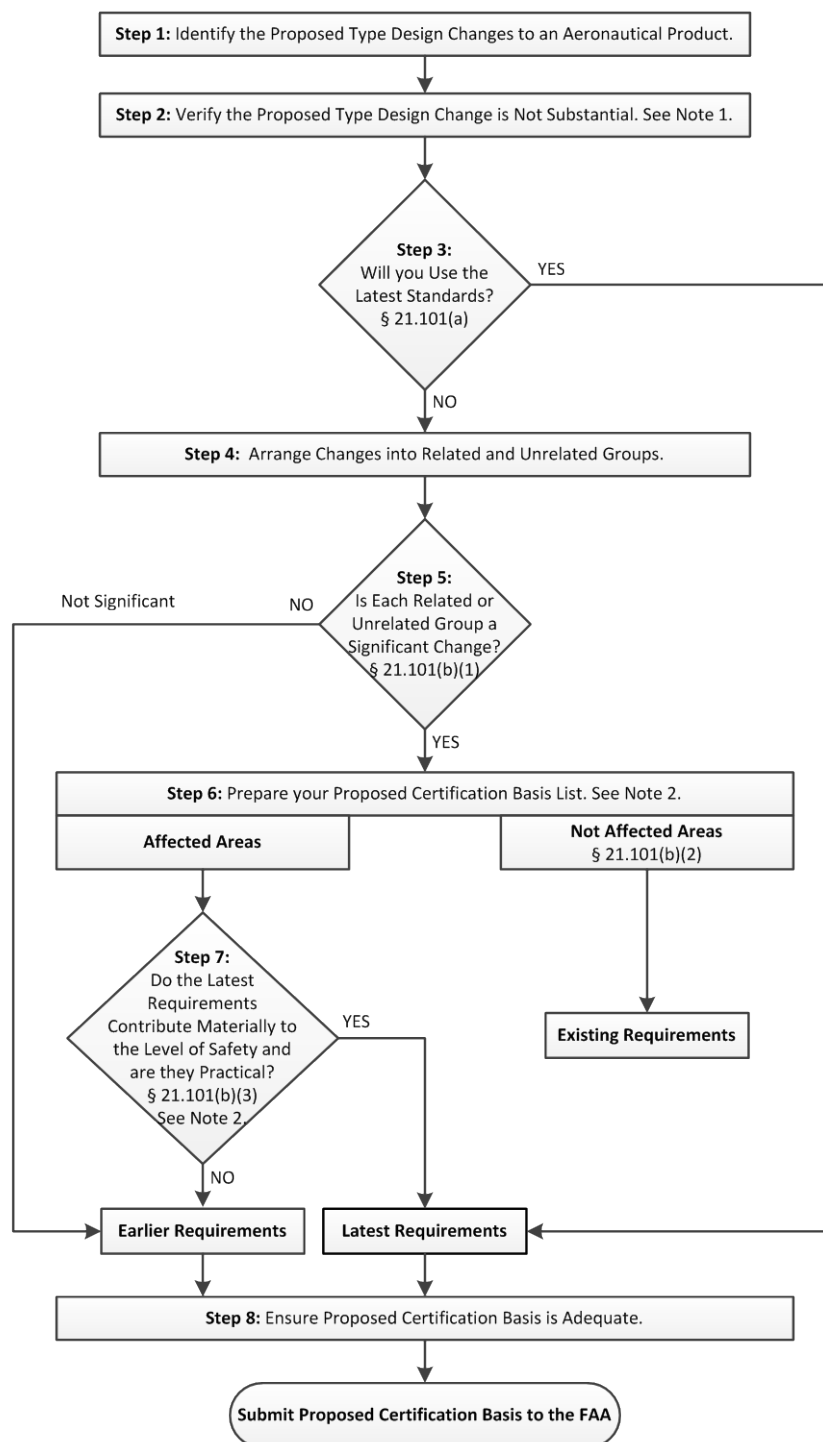 Step 1: Identify the Proposed Type Design Changes to an Aeronautical Product.
Step 2: Verify the Proposed Type Design Change is Not Substantial. See Note 1.
Step 3:
Will you Use the
Latest Standards?
§ 21.101(a)
YES
NO
Step 4: Arrange Changes into Related and Unrelated Groups.
Step 5:
Is Each Related or
Unrelated Group a
Significant Change?
§ 21.101(b)(1)
Not Significant
NO
YES
Step 6: Prepare your Proposed Certification Basis List. See Note 2.
Affected Areas
Not Affected Areas
§ 21.101(b)(2)
Step 7:
Do the Latest
Requirements
Contribute Materially to
the Level of Safety and
are they Practical?
§ 21.101(b)(3)
See Note 2.
YES
Existing Requirements
NO
Earlier Requirements
Latest Requirements
Step 8: Ensure Proposed Certification Basis is Adequate.
Submit Proposed Certification Basis to the FAA